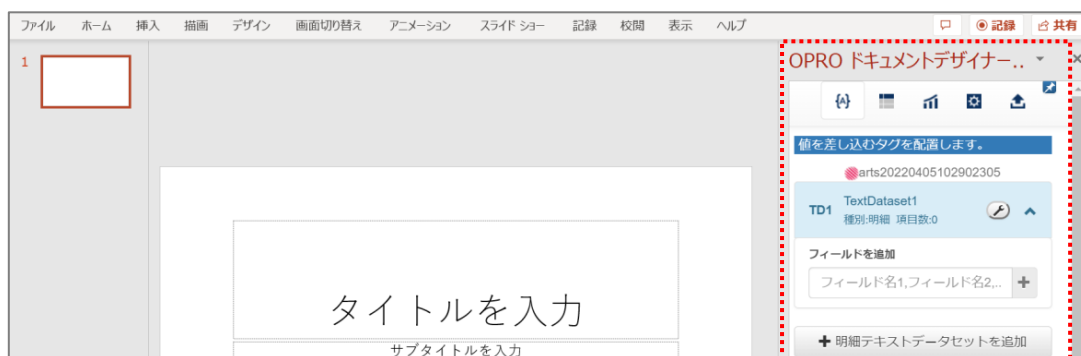 ファイル ホーム 挿入 描画 デザイン 画面切り替え アニメーション スライド ショー 記録 校閲 表示 ヘルプ 記録 共有
1
OPRO ドキュメントデザイナー..
{A}
値を差し込むタグを配置します。
arts20220405102902305
TD1 TextDataset1
種別:明細 項目数:0
フィールドを追加
フィールド名1,フィールド名2,..
+ 明細テキストデータセットを追加
タイトルを入力
サブタイトルを入力